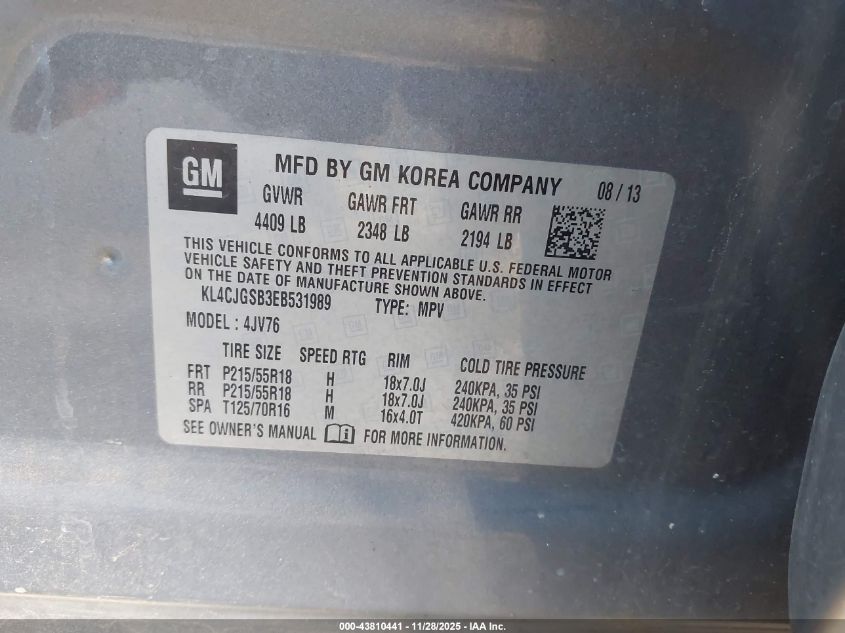 GM
MFD BY GM KOREA COMPANY 08 / 13
GVWR GAWR FRT GAWR RR
4409 LB 2348 LB 2194 LB
THIS VEHICLE CONFORMS TO ALL APPLICABLE U.S. FEDERAL MOTOR
VEHICLE SAFETY AND THEFT PREVENTION STANDARDS IN EFFECT
ON THE DATE OF MANUFACTURE SHOWN ABOVE.
KL4CJGSB3EB531989 TYPE: MPV
MODEL : 4JV76
TIRE SIZE SPEED RTG RIM COLD TIRE PRESSURE
FRT P215/55R18 H 18x7.0J 240KPA, 35 PSI
RR P215/55R18 H 18x7.0J 240KPA, 35 PSI
SPA T125/70R16 M 16x4.0T 420KPA, 60 PSI
SEE OWNER'S MANUAL FOR MORE INFORMATION.
000-43810441 - 11/28/2025 - IAA Inc.